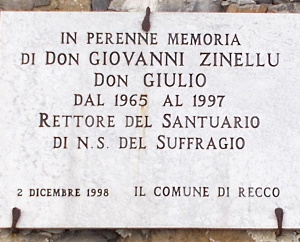 IN PERENNE MEMORIA
DI DON GIOVANNI ZINELLU
DON GIULIO
DAL 1965 AL 1997
RETTORE DEL SANTUARIO
DI N.S. DEL SUFFRAGIO
2 DICEMBRE 1998 IL COMUNE DI RECCO